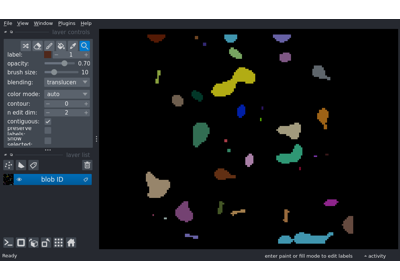 File View Window Plugins Help
layer controls
label: 1
opacity: 0.70
brush size: 10
blending: translucen
color mode: auto
contour: 0
n edit dim: 2
contiguous:
preserve
labels:
show
selected:
layer list
blob ID
Ready enter paint or fill mode to edit labels activity